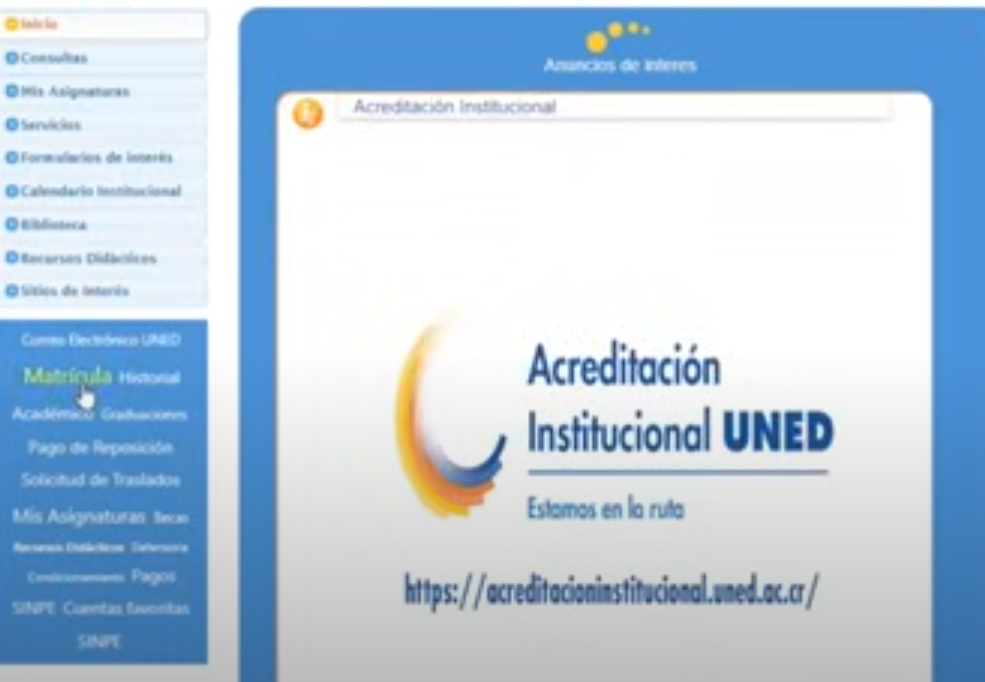 Inicio
Consultas
Mis Asignaturas
Servicios
Formularios de interés
Calendario Institucional
Biblioteca
Recursos Didácticos
Sitios de Interés
Correo Electrónico UNED
Matrícula Historial
Académico Graduaciones
Pago de Reposición
Solicitud de Traslados
Mis Asignaturas Becas
Recursos Didácticos Defensoría
Condicionamiento Pagos
SINPE Cuentas favoritas
SINPE
Anuncios de interes
Acreditación Institucional
Acreditación
Institucional UNED
Estamos en la ruta
https://acreditacioninstitucional.uned.ac.cr/